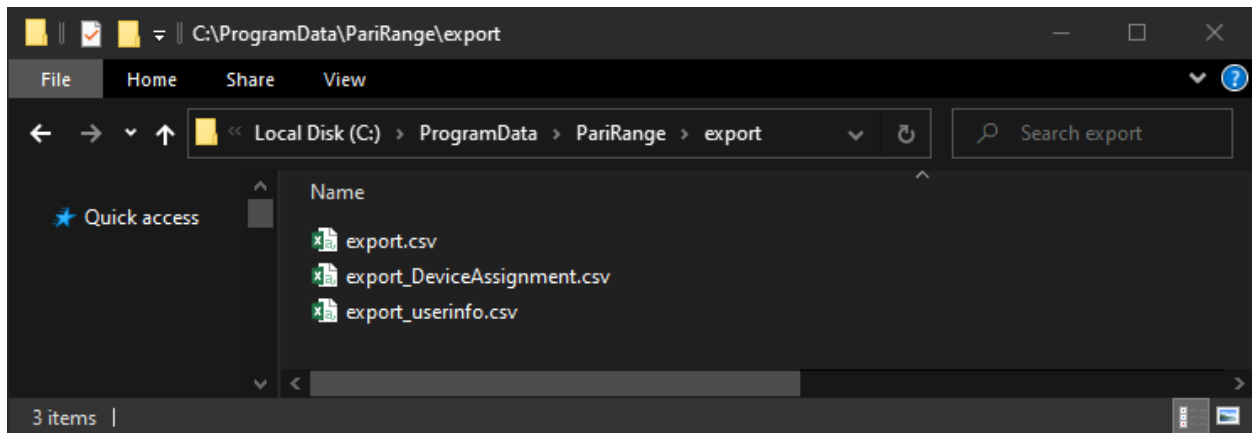 C:\ProgramData\PariRange\export
File Home Share View
Local Disk (C:) > ProgramData > PariRange > export
Search export
Quick access
Name
export.csv
export_DeviceAssignment.csv
export_userinfo.csv
3 items